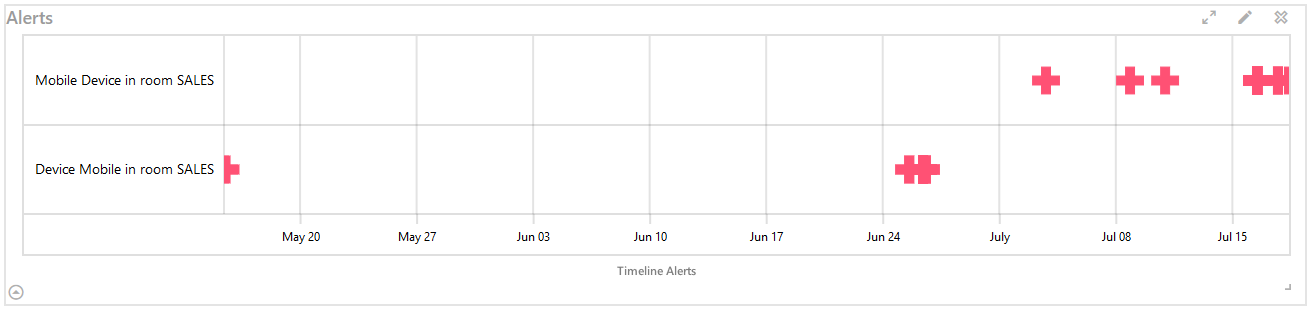 Alerts
Mobile Device in room SALES
Device Mobile in room SALES
May 20 May 27 Jun 03 Jun 10 Jun 17 Jun 24 July Jul 08 Jul 15
Timeline Alerts